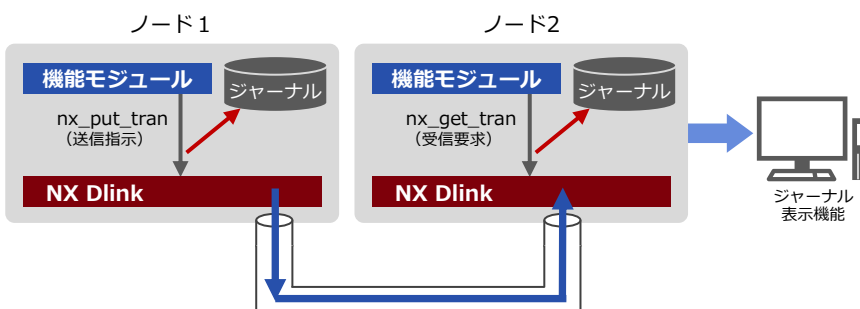 ノード１
ノード2
機能モジュール
ジャーナル
nx_put_tran
（送信指示）
NX Dlink
機能モジュール
ジャーナル
nx_get_tran
（受信要求）
NX Dlink
ジャーナル
表示機能